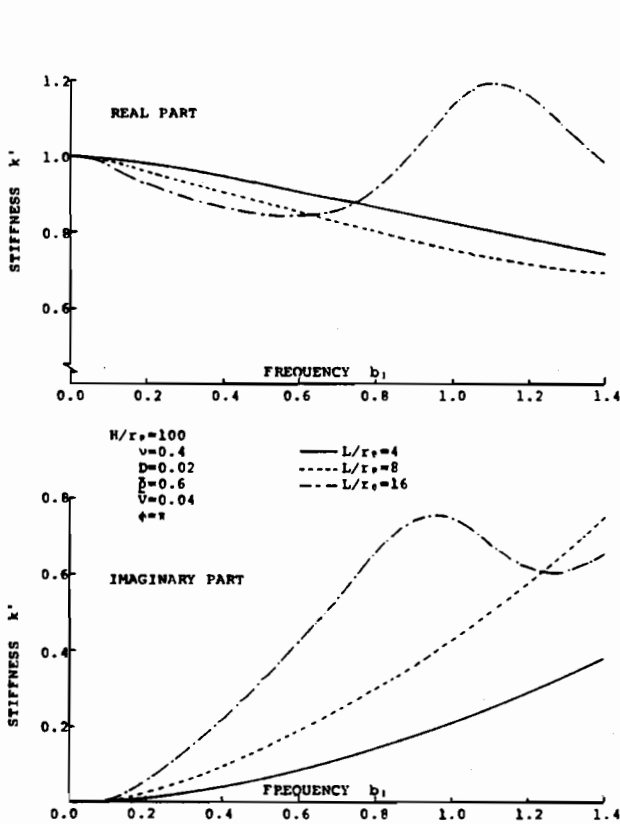 1.2
REAL PART
1.0
0.8
0.6
STIFFNESS k'
FREQUENCY b₁
0.0 0.2 0.4 0.6 0.8 1.0 1.2 1.4
H/r₀=100
ν=0.4
D=0.02
ρ̄=0.6
V̄=0.04
ϕ=π
L/r₀=4
L/r₀=8
L/r₀=16
0.8
IMAGINARY PART
0.6
0.4
0.2
STIFFNESS k'
FREQUENCY b₁
0.0 0.2 0.4 0.6 0.8 1.0 1.2 1.4